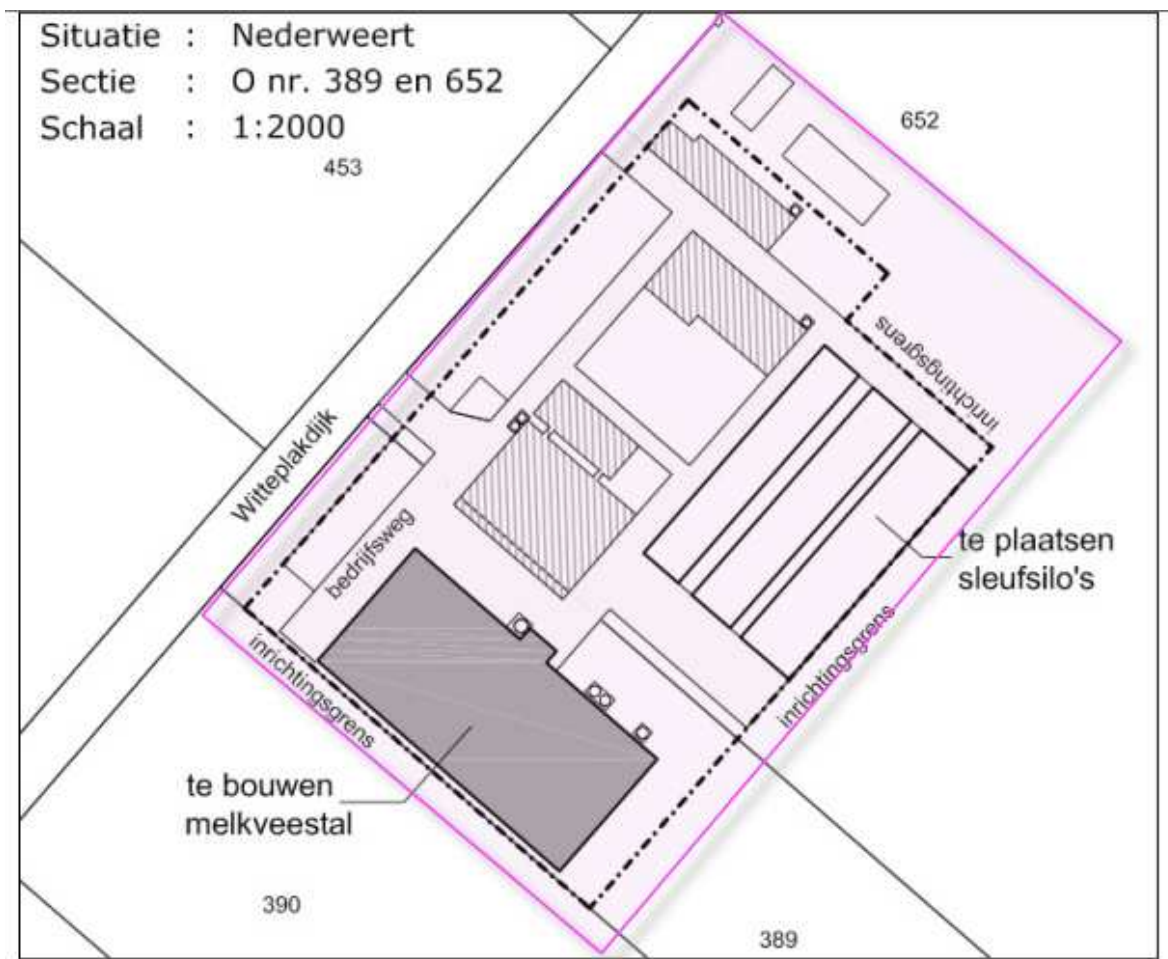 Situatie : Nederweert
Sectie : O nr. 389 en 652
Schaal : 1:2000
453
652
inrichtingsgrens
Witteplakdijk
bedrijfsweg
te plaatsen
sleufsilo's
inrichtingsgrens
inrichtingsgrens
te bouwen
melkveestal
390
389